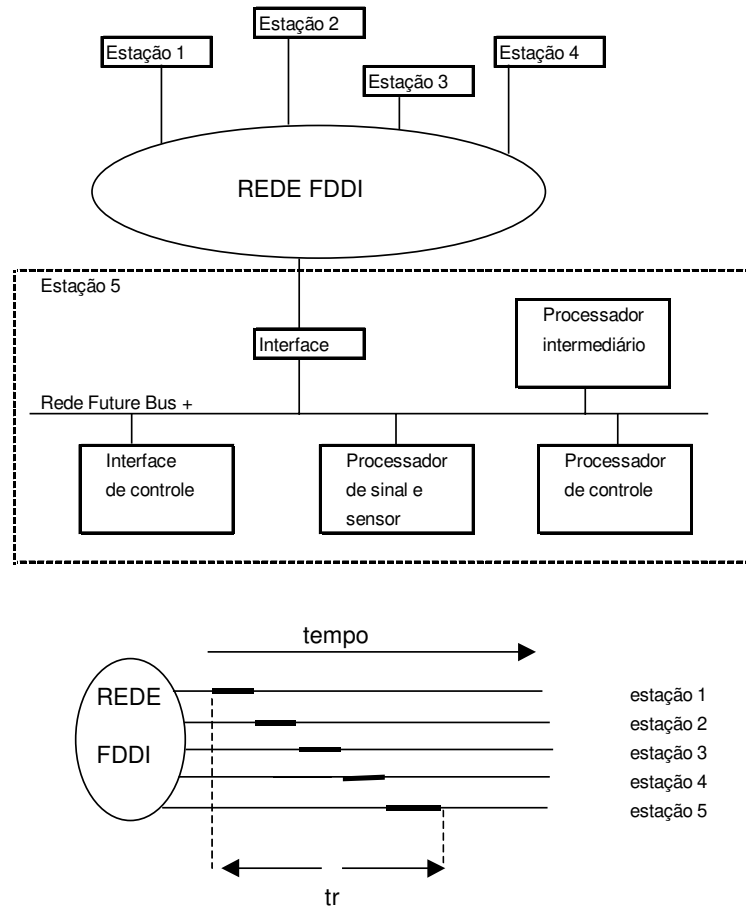 Estação 2
Estação 1
Estação 4
Estação 3
REDE FDDI
Estação 5
Processador
intermediário
Interface
Rede Future Bus +
Interface
de controle
Processador
de sinal e
sensor
Processador
de controle
tempo
REDE
FDDI
estação 1
estação 2
estação 3
estação 4
estação 5
tr